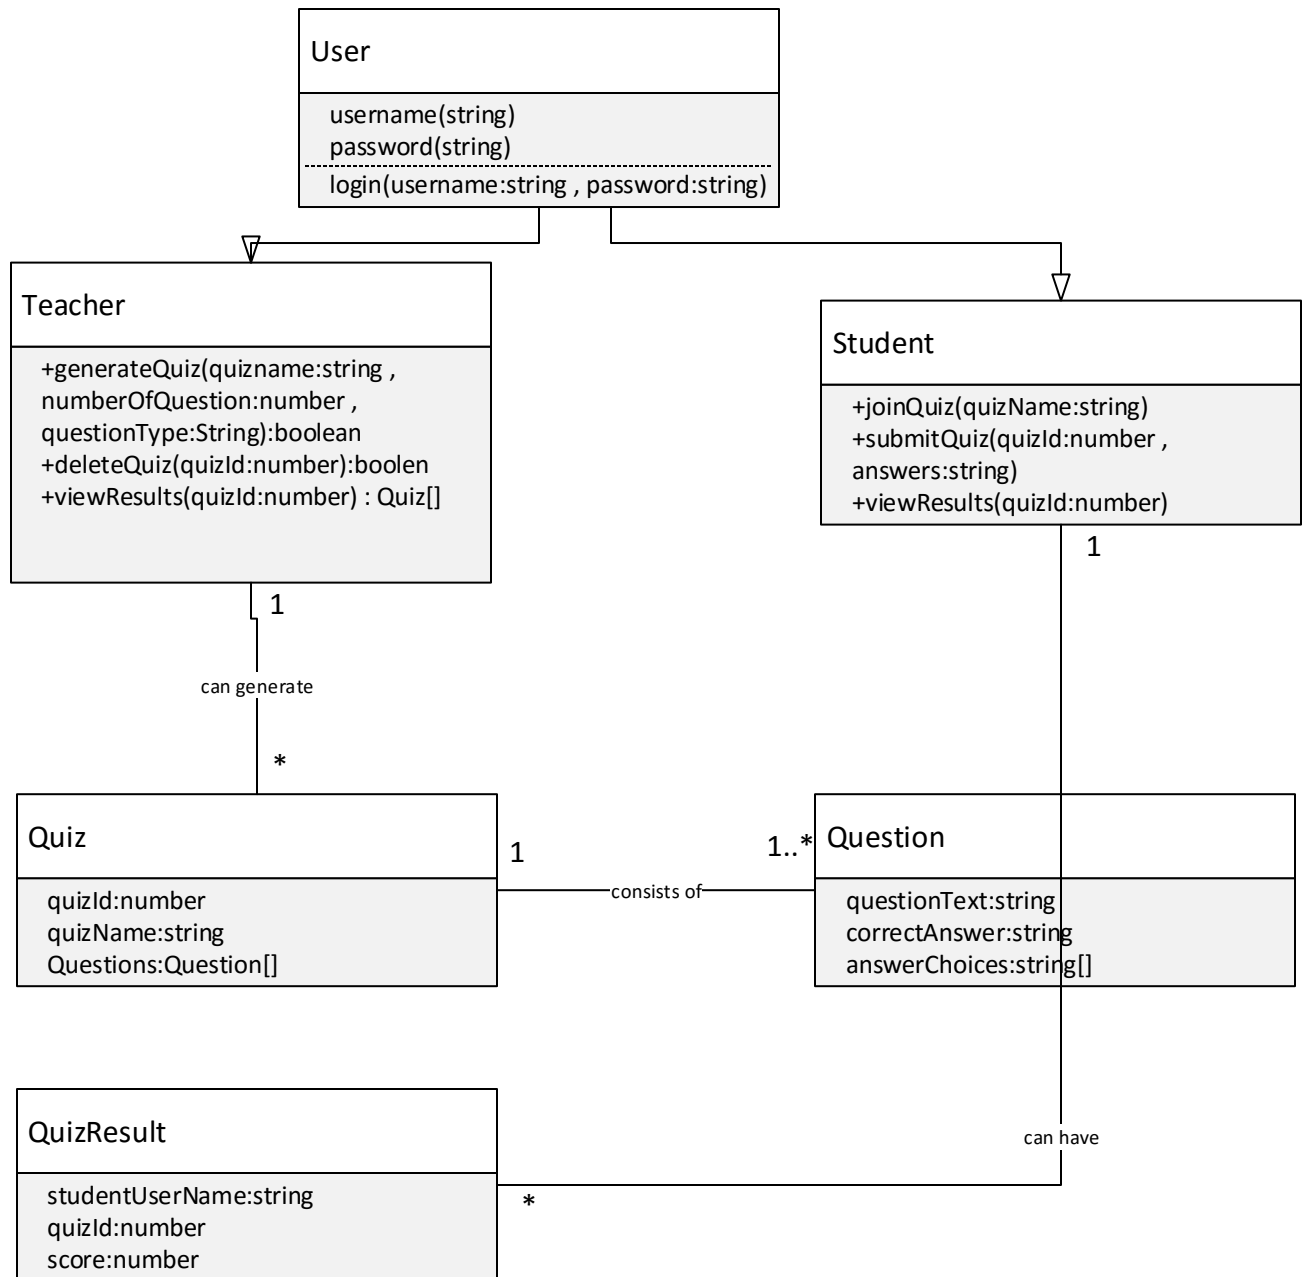 User
username(string)
password(string)
login(username:string , password:string)
Teacher
+generateQuiz(quizname:string ,
numberOfQuestion:number ,
questionType:String):boolean
+deleteQuiz(quizId:number):boolen
+viewResults(quizId:number) : Quiz[]
Student
+joinQuiz(quizName:string)
+submitQuiz(quizId:number ,
answers:string)
+viewResults(quizId:number)
1
1
can generate
*
Quiz
quizId:number
quizName:string
Questions:Question[]
1
consists of
1..*
Question
questionText:string
correctAnswer:string
answerChoices:string[]
can have
*
QuizResult
studentUserName:string
quizId:number
score:number